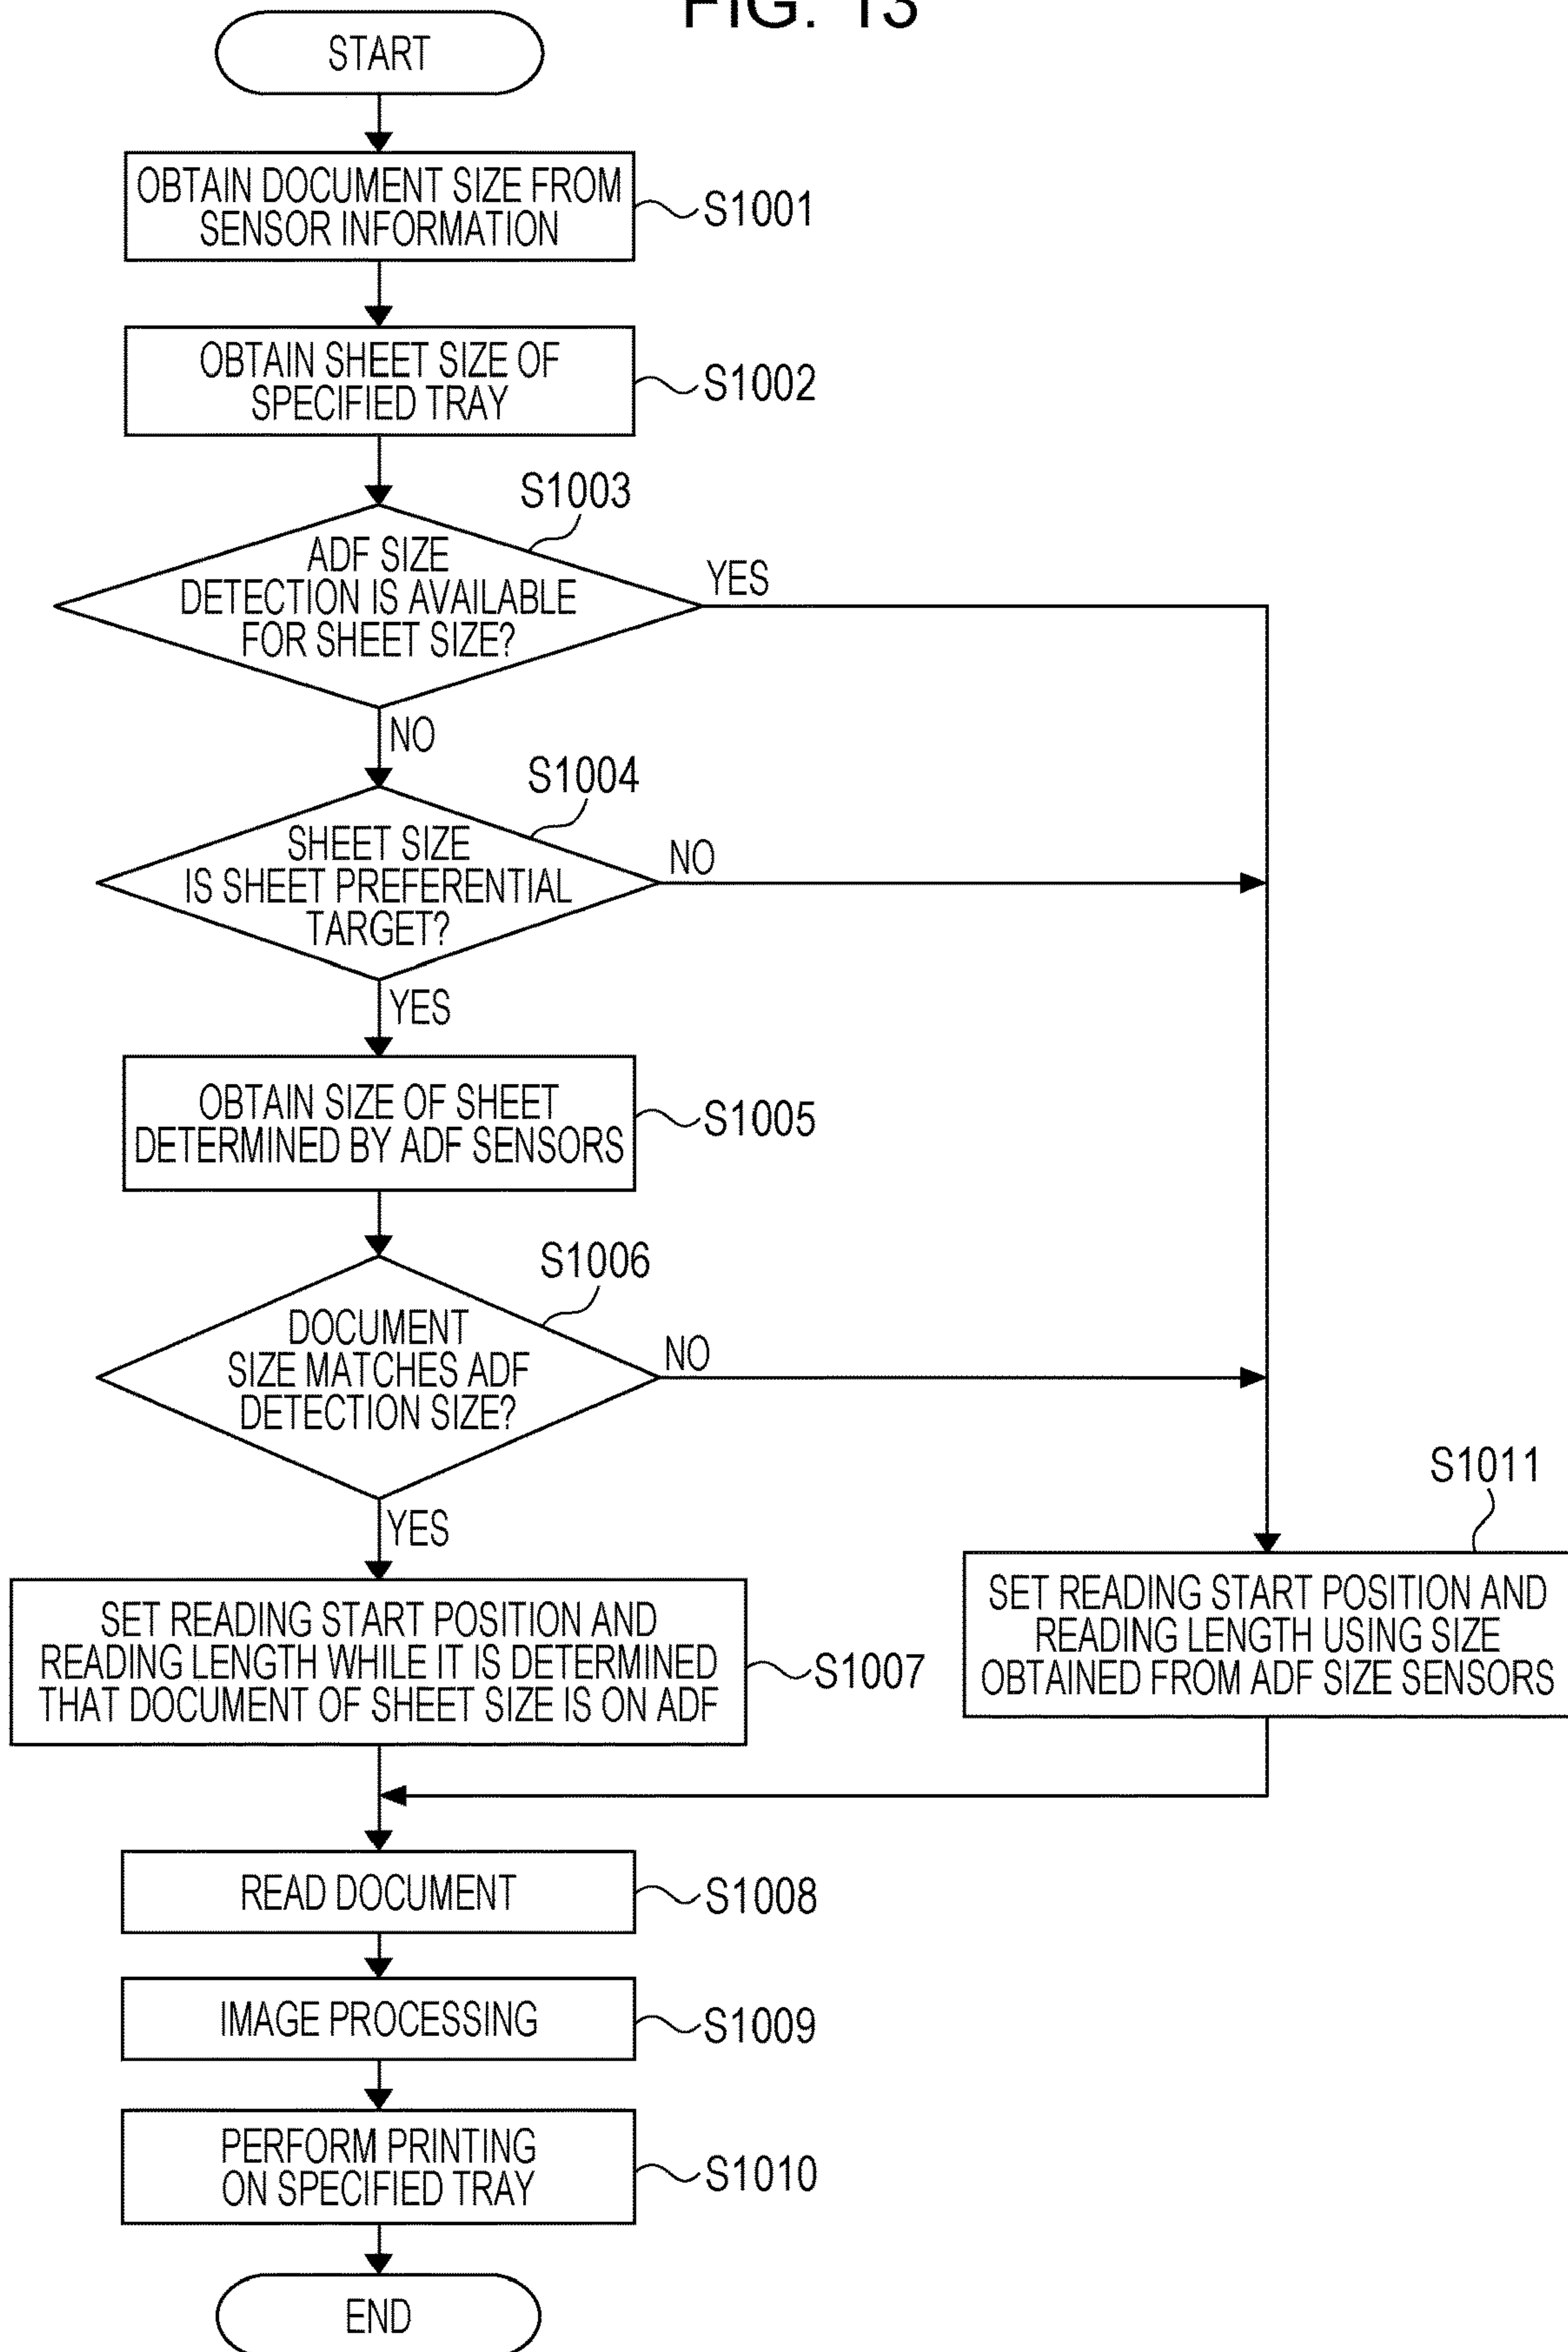 FIG. 13
START
OBTAIN DOCUMENT SIZE FROM
SENSOR INFORMATION
S1001
OBTAIN SHEET SIZE OF
SPECIFIED TRAY
S1002
S1003
ADF SIZE
DETECTION IS AVAILABLE
FOR SHEET SIZE?
YES
NO
S1004
SHEET SIZE
IS SHEET PREFERENTIAL
TARGET?
NO
YES
OBTAIN SIZE OF SHEET
DETERMINED BY ADF SENSORS
S1005
S1006
DOCUMENT
SIZE MATCHES ADF
DETECTION SIZE?
NO
YES
S1011
SET READING START POSITION AND
READING LENGTH WHILE IT IS DETERMINED
THAT DOCUMENT OF SHEET SIZE IS ON ADF
S1007
SET READING START POSITION AND
READING LENGTH USING SIZE
OBTAINED FROM ADF SIZE SENSORS
READ DOCUMENT
S1008
IMAGE PROCESSING
S1009
PERFORM PRINTING
ON SPECIFIED TRAY
S1010
END